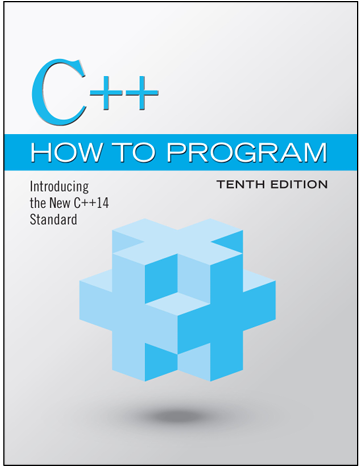 C++
HOW TO PROGRAM
TENTH EDITION
Introducing
the New C++14
Standard